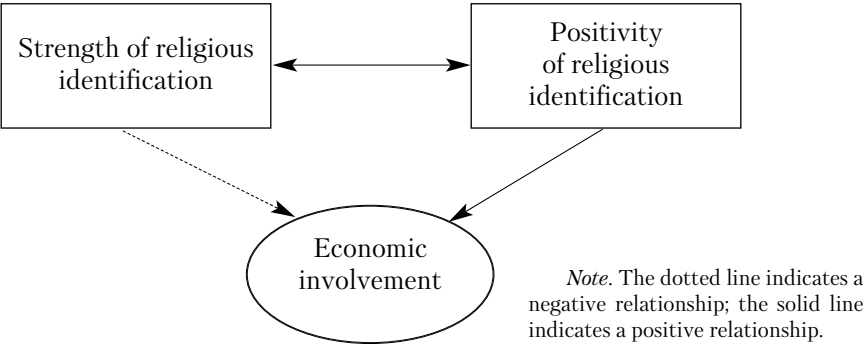 Strength of religious
identification
Positivity
of religious
identification
Economic
involvement
Note. The dotted line indicates a
negative relationship; the solid line
indicates a positive relationship.